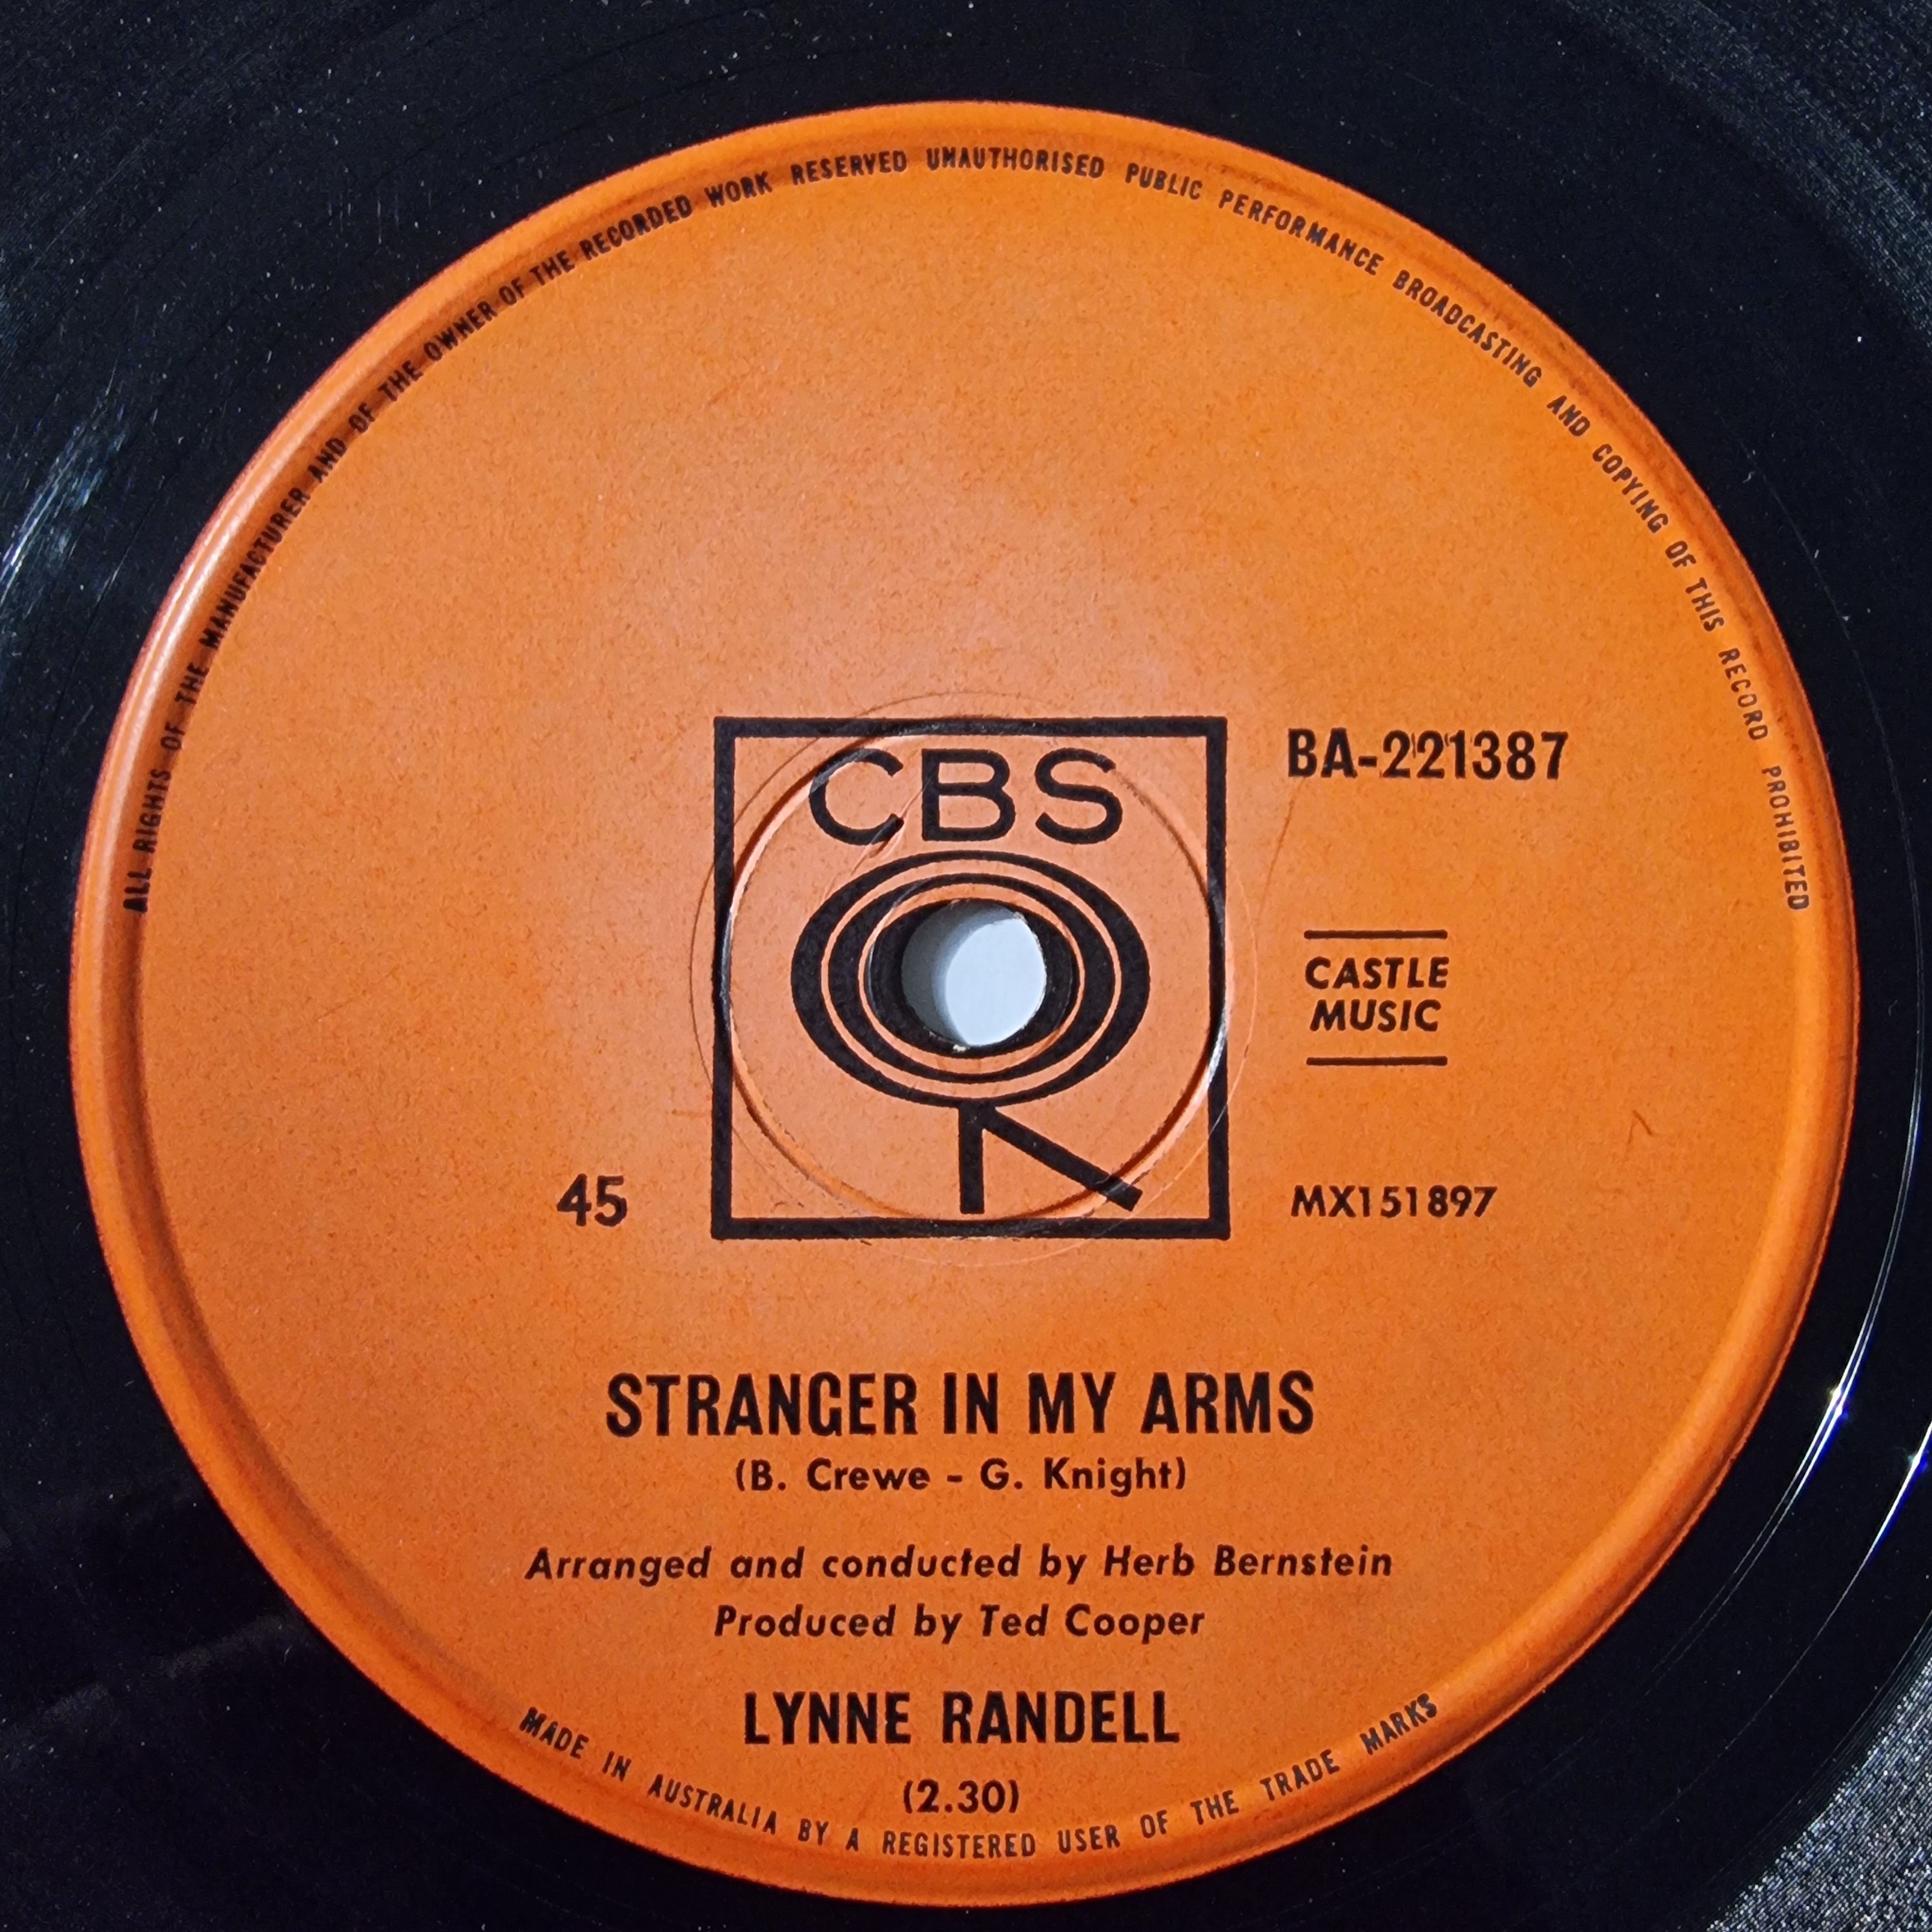 ALL RIGHTS OF THE MANUFACTURER AND OF THE OWNER OF THE RECORDED WORK RESERVED UNAUTHORISED PUBLIC PERFORMANCE BROADCASTING AND COPYING OF THIS RECORD PROHIBITED
CBS
BA-221387
CASTLE
MUSIC
45
MX151897
STRANGER IN MY ARMS
(B. Crewe - G. Knight)
Arranged and conducted by Herb Bernstein
Produced by Ted Cooper
LYNNE RANDELL
(2.30)
MADE IN AUSTRALIA BY A REGISTERED USER OF THE TRADE MARKS